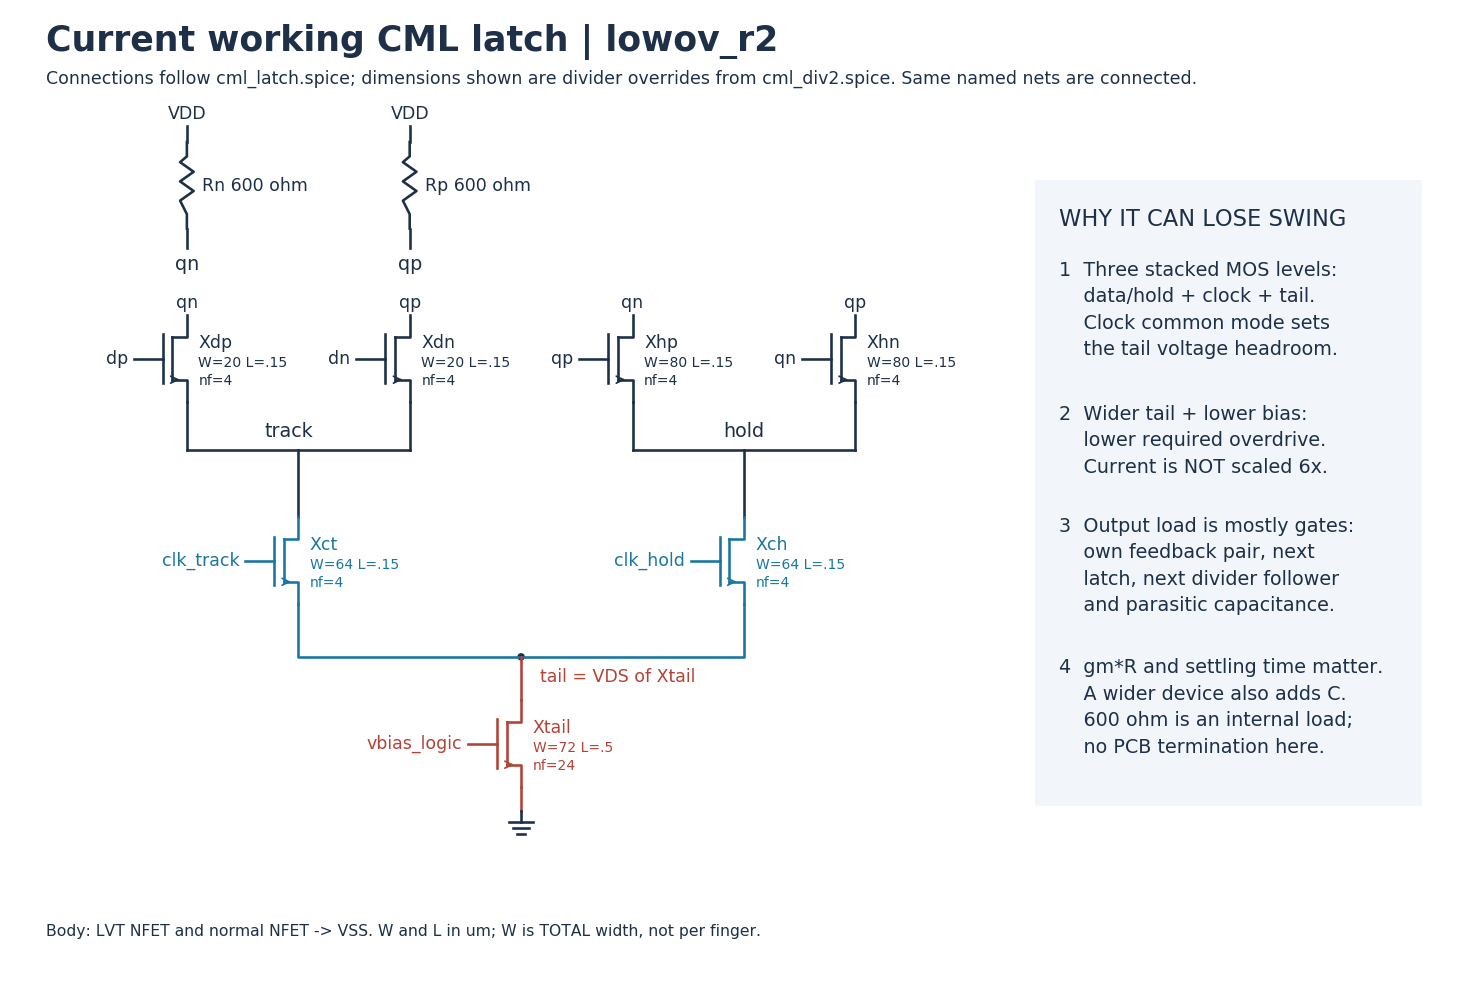 Current working CML latch | lowov_r2
Connections follow cml_latch.spice; dimensions shown are divider overrides from cml_div2.spice. Same named nets are connected.
VDD
VDD
Rn 600 ohm
Rp 600 ohm
qn
qp
qn
qp
qn
qp
dp
Xdp
W=20 L=.15
nf=4
dn
Xdn
W=20 L=.15
nf=4
qp
Xhp
W=80 L=.15
nf=4
qn
Xhn
W=80 L=.15
nf=4
track
hold
clk_track
Xct
W=64 L=.15
nf=4
clk_hold
Xch
W=64 L=.15
nf=4
tail = VDS of Xtail
vbias_logic
Xtail
W=72 L=.5
nf=24
WHY IT CAN LOSE SWING
1 Three stacked MOS levels:
data/hold + clock + tail.
Clock common mode sets
the tail voltage headroom.
2 Wider tail + lower bias:
lower required overdrive.
Current is NOT scaled 6x.
3 Output load is mostly gates:
own feedback pair, next
latch, next divider follower
and parasitic capacitance.
4 gm*R and settling time matter.
A wider device also adds C.
600 ohm is an internal load;
no PCB termination here.
Body: LVT NFET and normal NFET -> VSS. W and L in um; W is TOTAL width, not per finger.